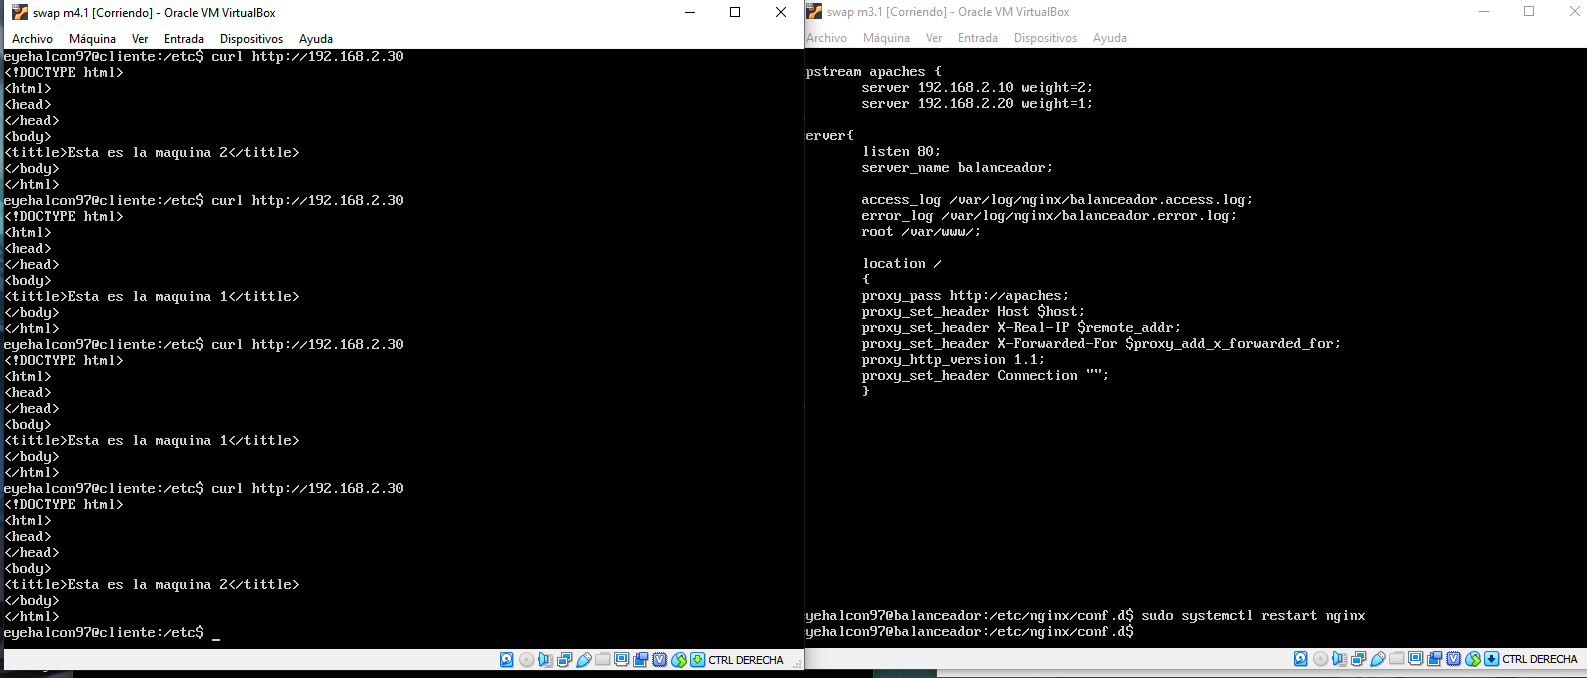 swap m4.1 [Corriendo] - Oracle VM VirtualBox
Archivo Máquina Ver Entrada Dispositivos Ayuda
eyehalcon97@cliente:/etc$ curl http://192.168.2.30
<!DOCTYPE html>
<html>
<head>
</head>
<body>
<tittle>Esta es la maquina 2</tittle>
</body>
</html>
eyehalcon97@cliente:/etc$ curl http://192.168.2.30
<!DOCTYPE html>
<html>
<head>
</head>
<body>
<tittle>Esta es la maquina 1</tittle>
</body>
</html>
eyehalcon97@cliente:/etc$ curl http://192.168.2.30
<!DOCTYPE html>
<html>
<head>
</head>
<body>
<tittle>Esta es la maquina 1</tittle>
</body>
</html>
eyehalcon97@cliente:/etc$ curl http://192.168.2.30
<!DOCTYPE html>
<html>
<head>
</head>
<body>
<tittle>Esta es la maquina 2</tittle>
</body>
</html>
eyehalcon97@cliente:/etc$ _
CTRL DERECHA
swap m3.1 [Corriendo] - Oracle VM VirtualBox
Archivo Máquina Ver Entrada Dispositivos Ayuda
pstream apaches {
server 192.168.2.10 weight=2;
server 192.168.2.20 weight=1;
erver{
listen 80;
server_name balanceador;
access_log /var/log/nginx/balanceador.access.log;
error_log /var/log/nginx/balanceador.error.log;
root /var/www/;
location /
{
proxy_pass http://apaches;
proxy_set_header Host $host;
proxy_set_header X-Real-IP $remote_addr;
proxy_set_header X-Forwarded-For $proxy_add_x_forwarded_for;
proxy_http_version 1.1;
proxy_set_header Connection "";
}
yehalcon97@balanceador:/etc/nginx/conf.d$ sudo systemctl restart nginx
yehalcon97@balanceador:/etc/nginx/conf.d$
CTRL DERECHA